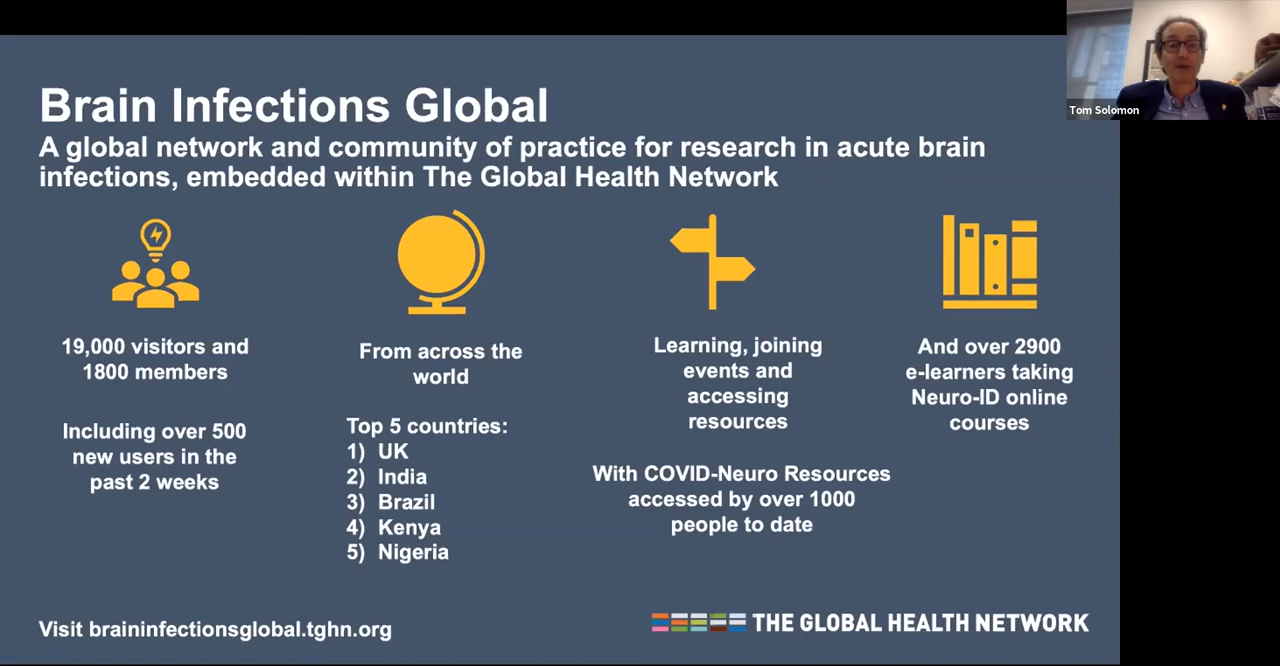 Tom Solomon
Brain Infections Global
A global network and community of practice for research in acute brain
infections, embedded within The Global Health Network
19,000 visitors and
1800 members
Including over 500
new users in the
past 2 weeks
From across the
world
Top 5 countries:
1) UK
2) India
3) Brazil
4) Kenya
5) Nigeria
Learning, joining
events and
accessing
resources
With COVID-Neuro Resources
accessed by over 1000
people to date
And over 2900
e-learners taking
Neuro-ID online
courses
Visit braininfectionsglobal.tghn.org
THE GLOBAL HEALTH NETWORK